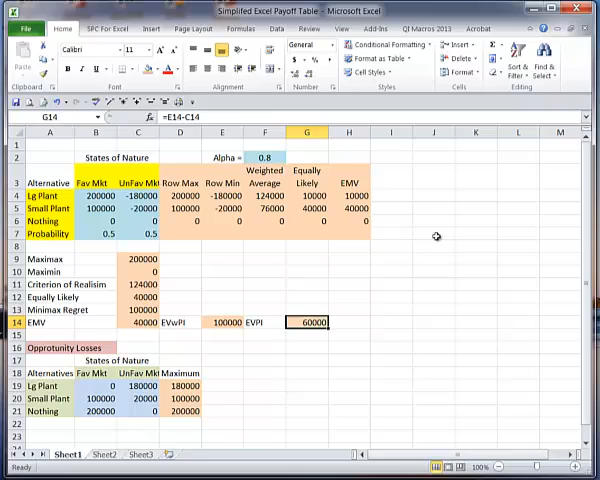 Simplifed Excel Payoff Table - Microsoft Excel
File Home Insert Page Layout Formulas Data Review View Add-Ins QI Macros 2013 Acrobat
SPC For Excel
Paste Calibri 11 General Conditional Formatting Insert Sort & Find &
Format as Table Delete Filter Select
Cell Styles Format
Clipboard Font Alignment Number Styles Cells Editing
G14 fx =E14-C14
A B C D E F G H I J K L M
1
2 States of Nature Alpha = 0.8
3 Alternative Fav Mkt UnFav Mkt Row Max Row Min Weighted Average Equally Likely EMV
4 Lg Plant 200000 -180000 200000 -180000 124000 10000 10000
5 Small Plant 100000 -20000 100000 -20000 76000 40000 40000
6 Nothing 0 0 0 0 0 0 0
7 Probability 0.5 0.5
8
9 Maximax 200000
10 Maximin 0
11 Criterion of Realisim 124000
12 Equally Likely 40000
13 Minimax Regret 100000
14 EMV 40000 EVwPI 100000 EVPI 60000
15
16 Opprotunity Losses
17 States of Nature
18 Alternatives Fav Mkt UnFav Mkt Maximum
19 Lg Plant 0 180000 180000
20 Small Plant 100000 20000 100000
21 Nothing 200000 0 200000
22
23
24
Sheet1 Sheet2 Sheet3
Ready 100%